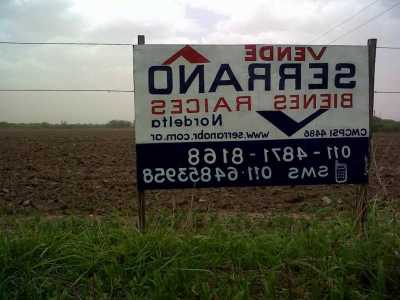 VENDE
SERRANO
BIENES RAICES
Nordelta
CMCPSI 4486
www.serranobr.com.ar
011-4871-8168
SMS 011-64853958